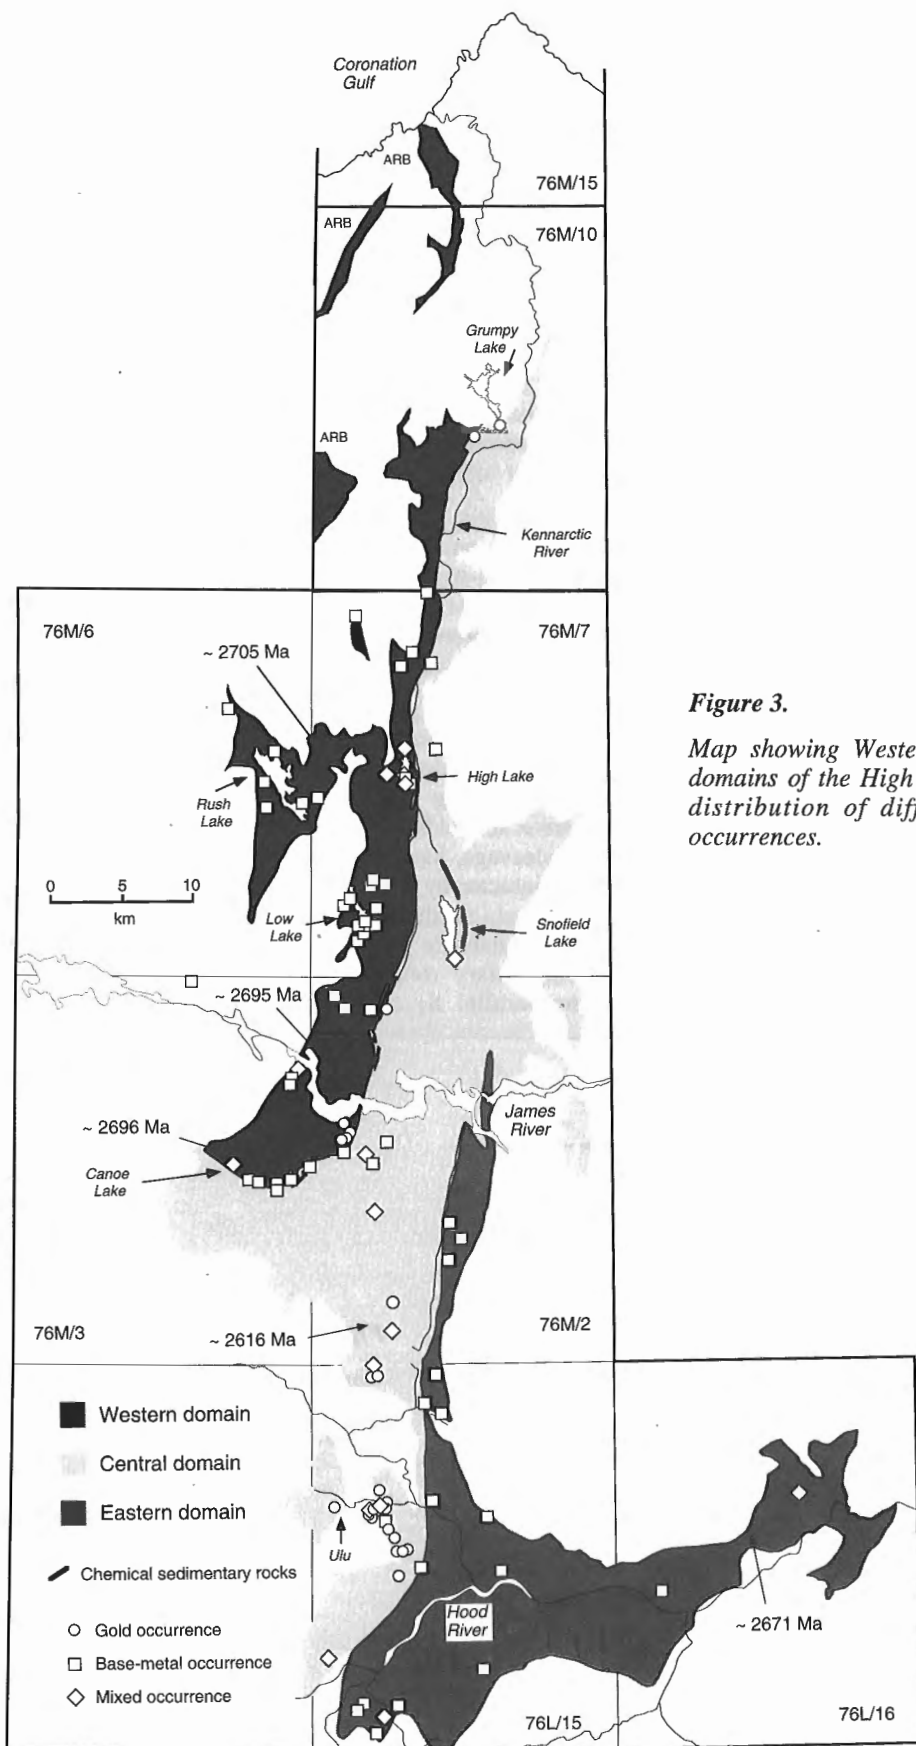 Coronation
Gulf
ARB
76M/15
ARB
76M/10
Grumpy
Lake
ARB
Kennarctic
River
76M/6
76M/7
~ 2705 Ma
Figure 3.
Map showing Weste
domains of the High
distribution of diff
occurrences.
High Lake
Rush
Lake
0 5 10
km
Low
Lake
Snofield
Lake
~ 2695 Ma
James
River
~ 2696 Ma
Canoe
Lake
76M/3
~ 2616 Ma
76M/2
Western domain
Central domain
Eastern domain
Ulu
Chemical sedimentary rocks
Gold occurrence
Hood
River
~ 2671 Ma
Base-metal occurrence
Mixed occurrence
76L/15
76L/16